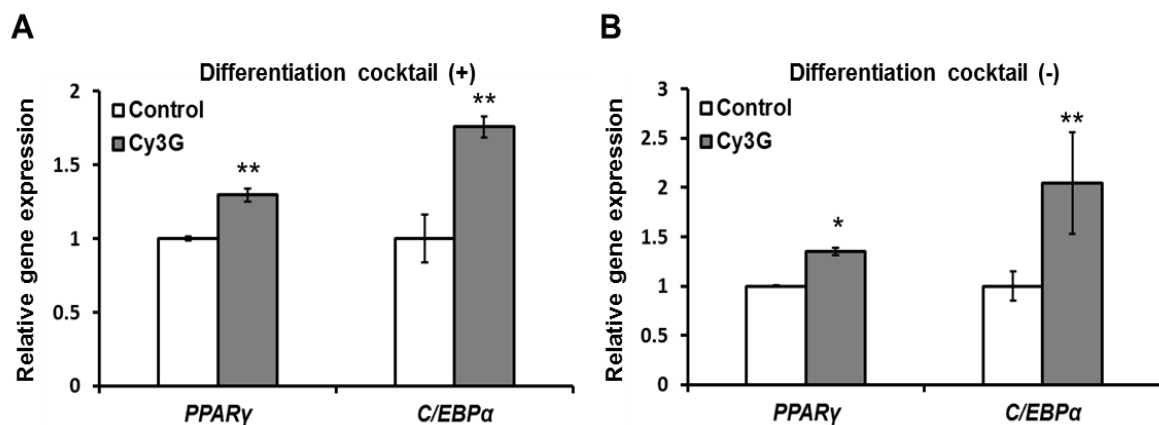 A
Differentiation cocktail (+)
Relative gene expression
2
1.5
1
0.5
0
Control
Cy3G
**
**
PPARγ
C/EBPα
B
Differentiation cocktail (-)
Relative gene expression
3
2.5
2
1.5
1
0.5
0
Control
Cy3G
*
**
PPARγ
C/EBPα